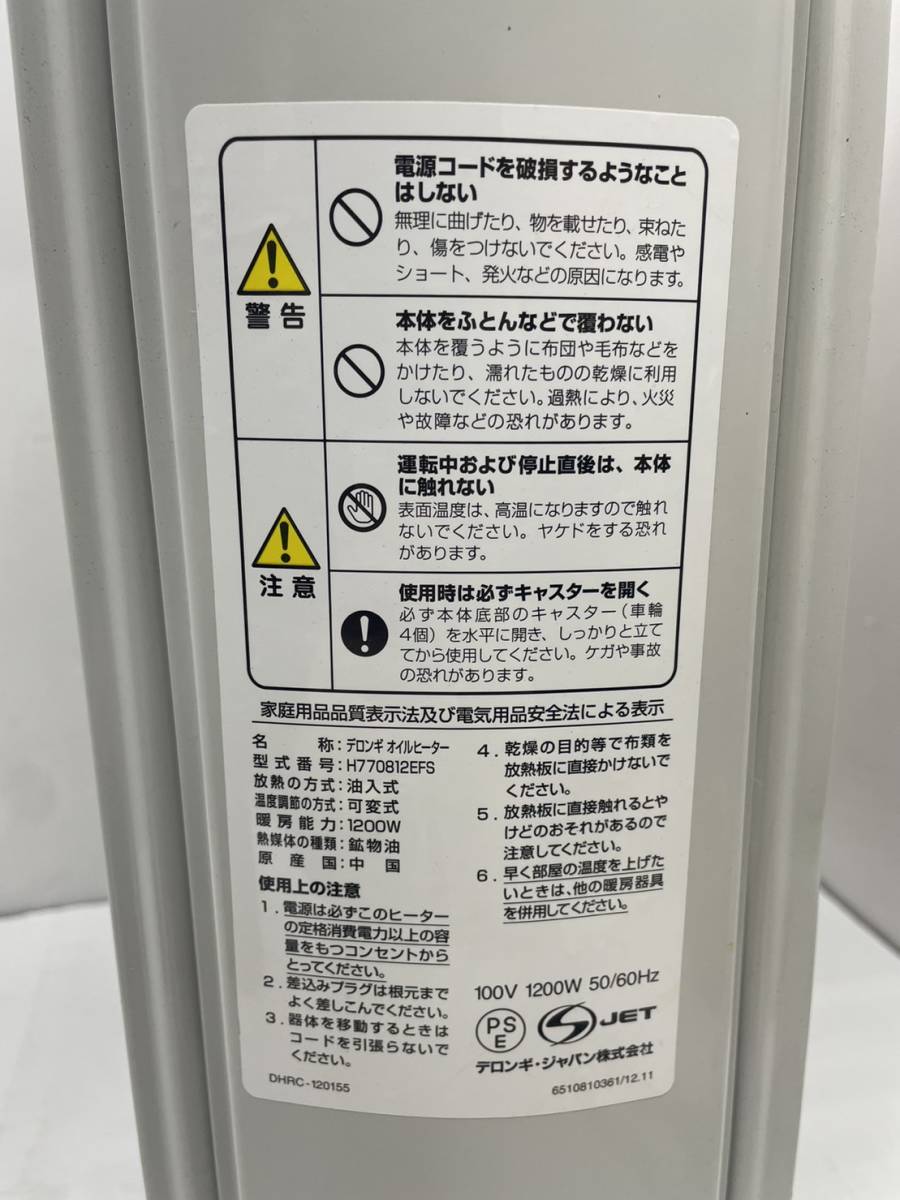 警告
電源コードを破損するようなこと
はしない
無理に曲げたり、物を載せたり、束ねた
り、傷をつけないでください。感電や
ショート、発火などの原因になります。
本体をふとんなどで覆わない
本体を覆うように布団や毛布などを
かけたり、濡れたものの乾燥に利用
しないでください。過熱により、火災
や故障などの恐れがあります。
注意
運転中および停止直後は、本体
に触れない
表面温度は、高温になりますので触れ
ないでください。ヤケドをする恐れ
があります。
使用時は必ずキャスターを開く
必ず本体底部のキャスター（車輪
4個）を水平に開き、しっかりと立て
てから使用してください。ケガや事故
の恐れがあります。
家庭用品品質表示法及び電気用品安全法による表示
名称：デロンギ オイルヒーター
型式番号：H770812EFS
放熱の方式：油入式
温度調節の方式：可変式
暖房能力：1200W
熱媒体の種類：鉱物油
原産国：中国
使用上の注意
1．電源は必ずこのヒーター
の定格消費電力以上の容
量をもつコンセントから
とってください。
2．差込みプラグは根元まで
よく差しこんでください。
3．器体を移動するときは
コードを引張らないで
ください。
DHRC-120155
4．乾燥の目的等で布類を
放熱板に直接かけないで
ください。
5．放熱板に直接触れるとや
けどのおそれがあるので
注意してください。
6．早く部屋の温度を上げた
いときは、他の暖房器具
を併用してください。
100V 1200W 50/60Hz
PS
E
JET
デロンギ・ジャパン株式会社
6510810361/12.11